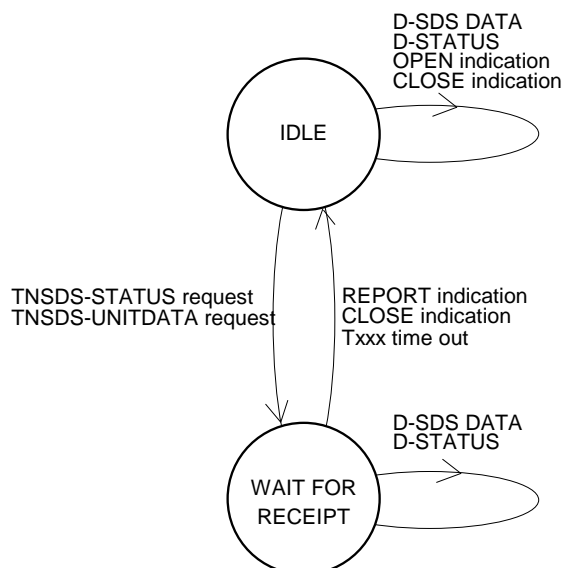 D-SDS DATA
D-STATUS
OPEN indication
CLOSE indication
IDLE
TNSDS-STATUS request
TNSDS-UNITDATA request
REPORT indication
CLOSE indication
Txxx time out
D-SDS DATA
D-STATUS
WAIT FOR
RECEIPT